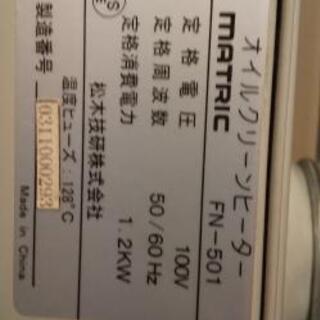 オイルクリーンヒーター
MATRIC FN-501
定格電圧 100V
定格周波数 50/60Hz
定格消費電力 1.2KW
松木技研株式会社
温度ヒューズ:128℃
製造番号 0311000293
Made in China